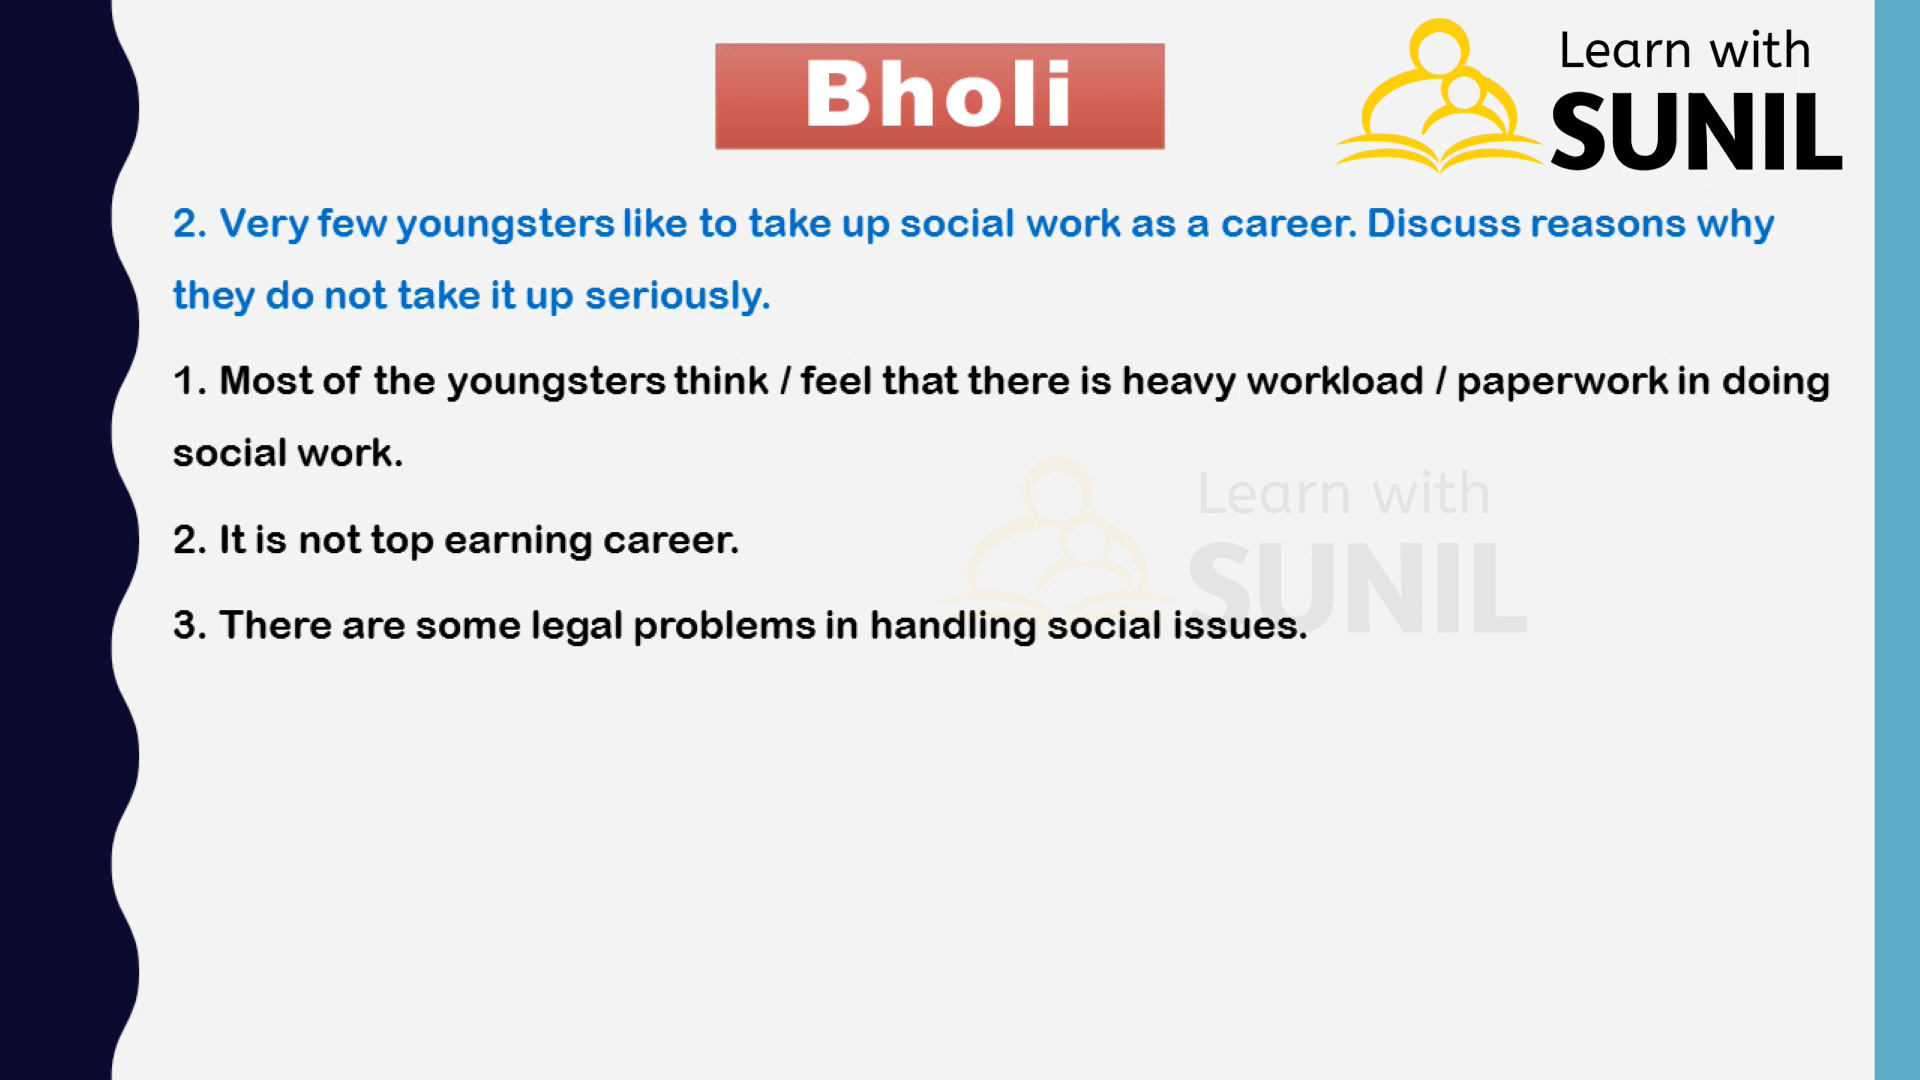 Bholi
Learn with
SUNIL
2. Very few youngsters like to take up social work as a career. Discuss reasons why
they do not take it up seriously.
1. Most of the youngsters think / feel that there is heavy workload / paperwork in doing
social work.
Learn with
SUNIL
2. It is not top earning career.
3. There are some legal problems in handling social issues.